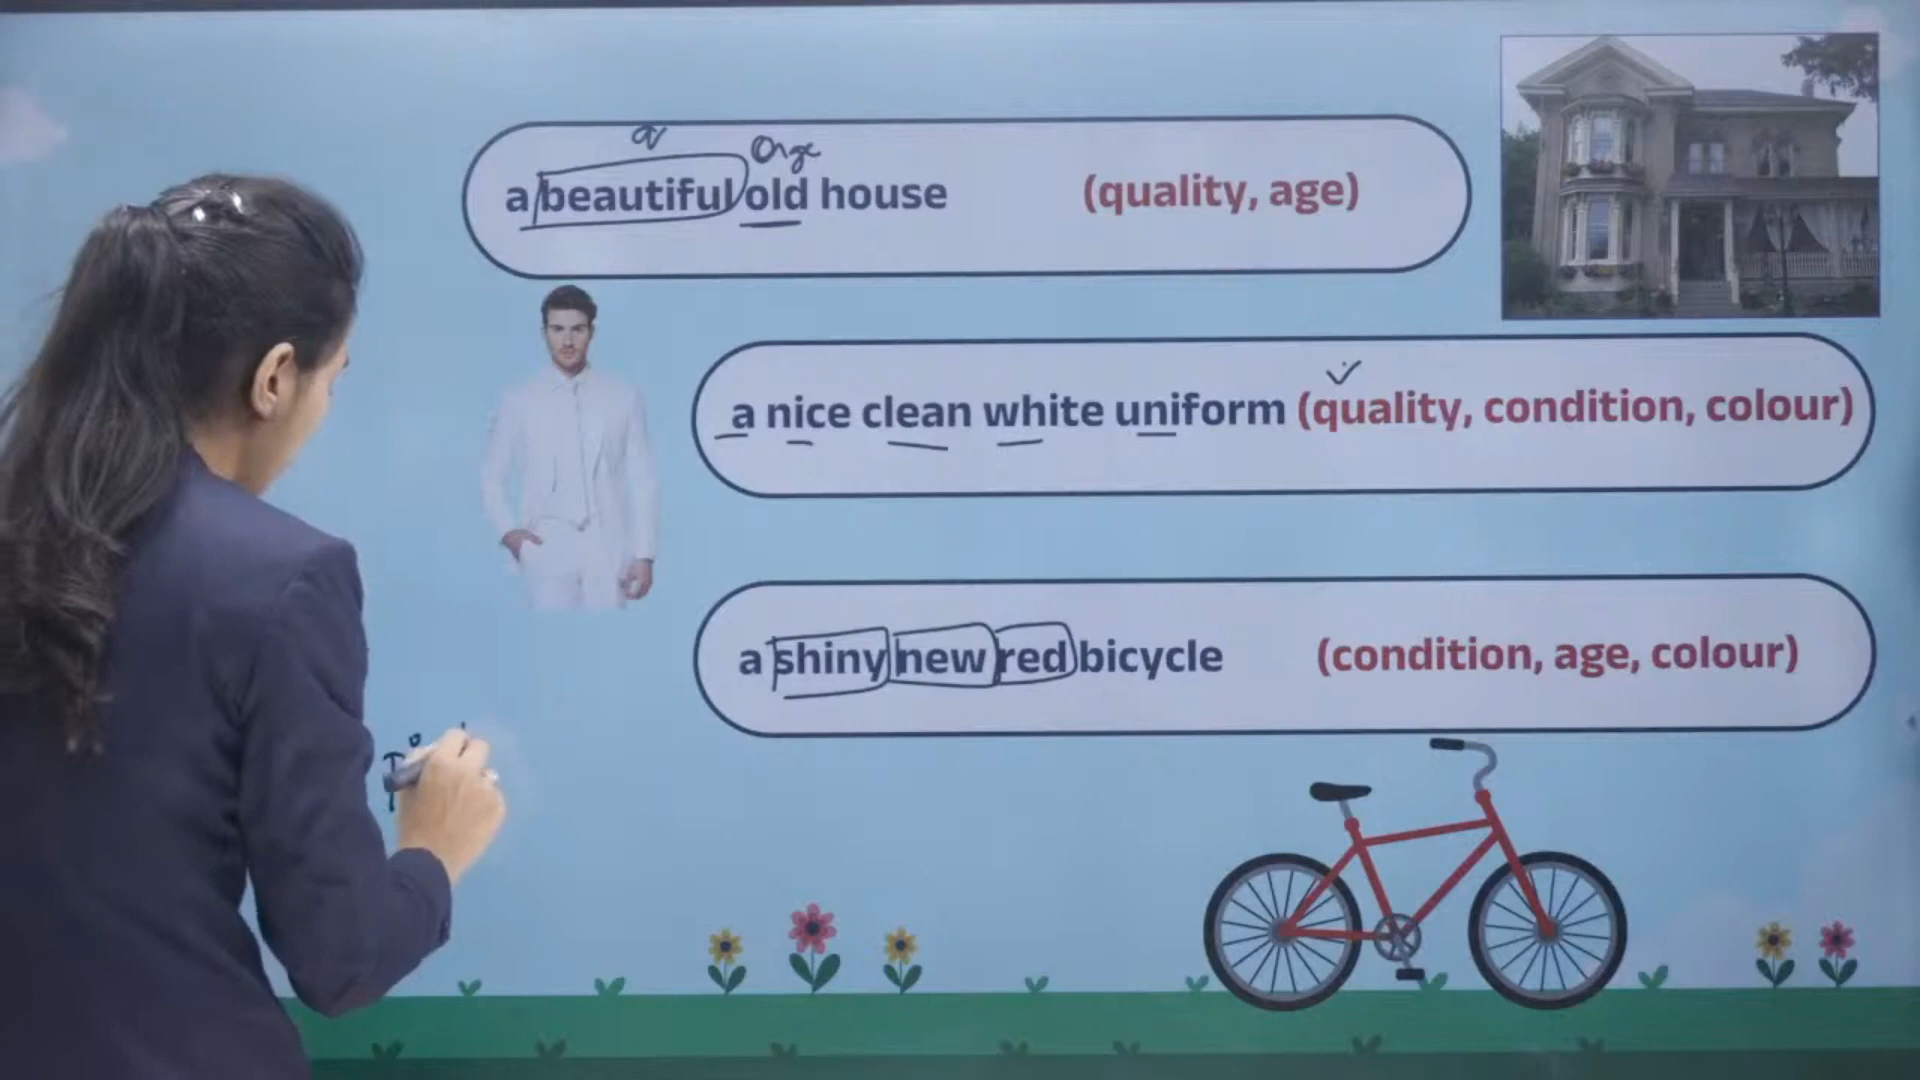 a beautiful old house (quality, age)
a nice clean white uniform (quality, condition, colour)
a shiny new red bicycle (condition, age, colour)